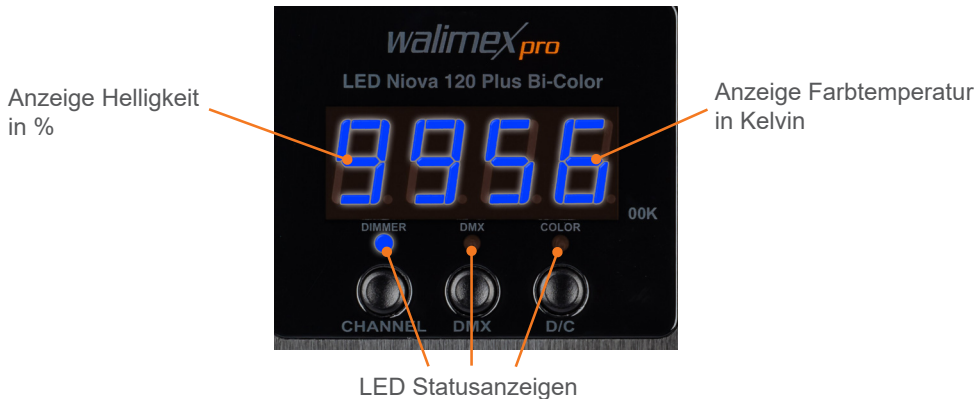 walimex pro
LED Niova 120 Plus Bi-Color
Anzeige Helligkeit
in %
Anzeige Farbtemperatur
in Kelvin
9956
00K
DIMMER DMX COLOR
CHANNEL DMX D/C
LED Statusanzeigen